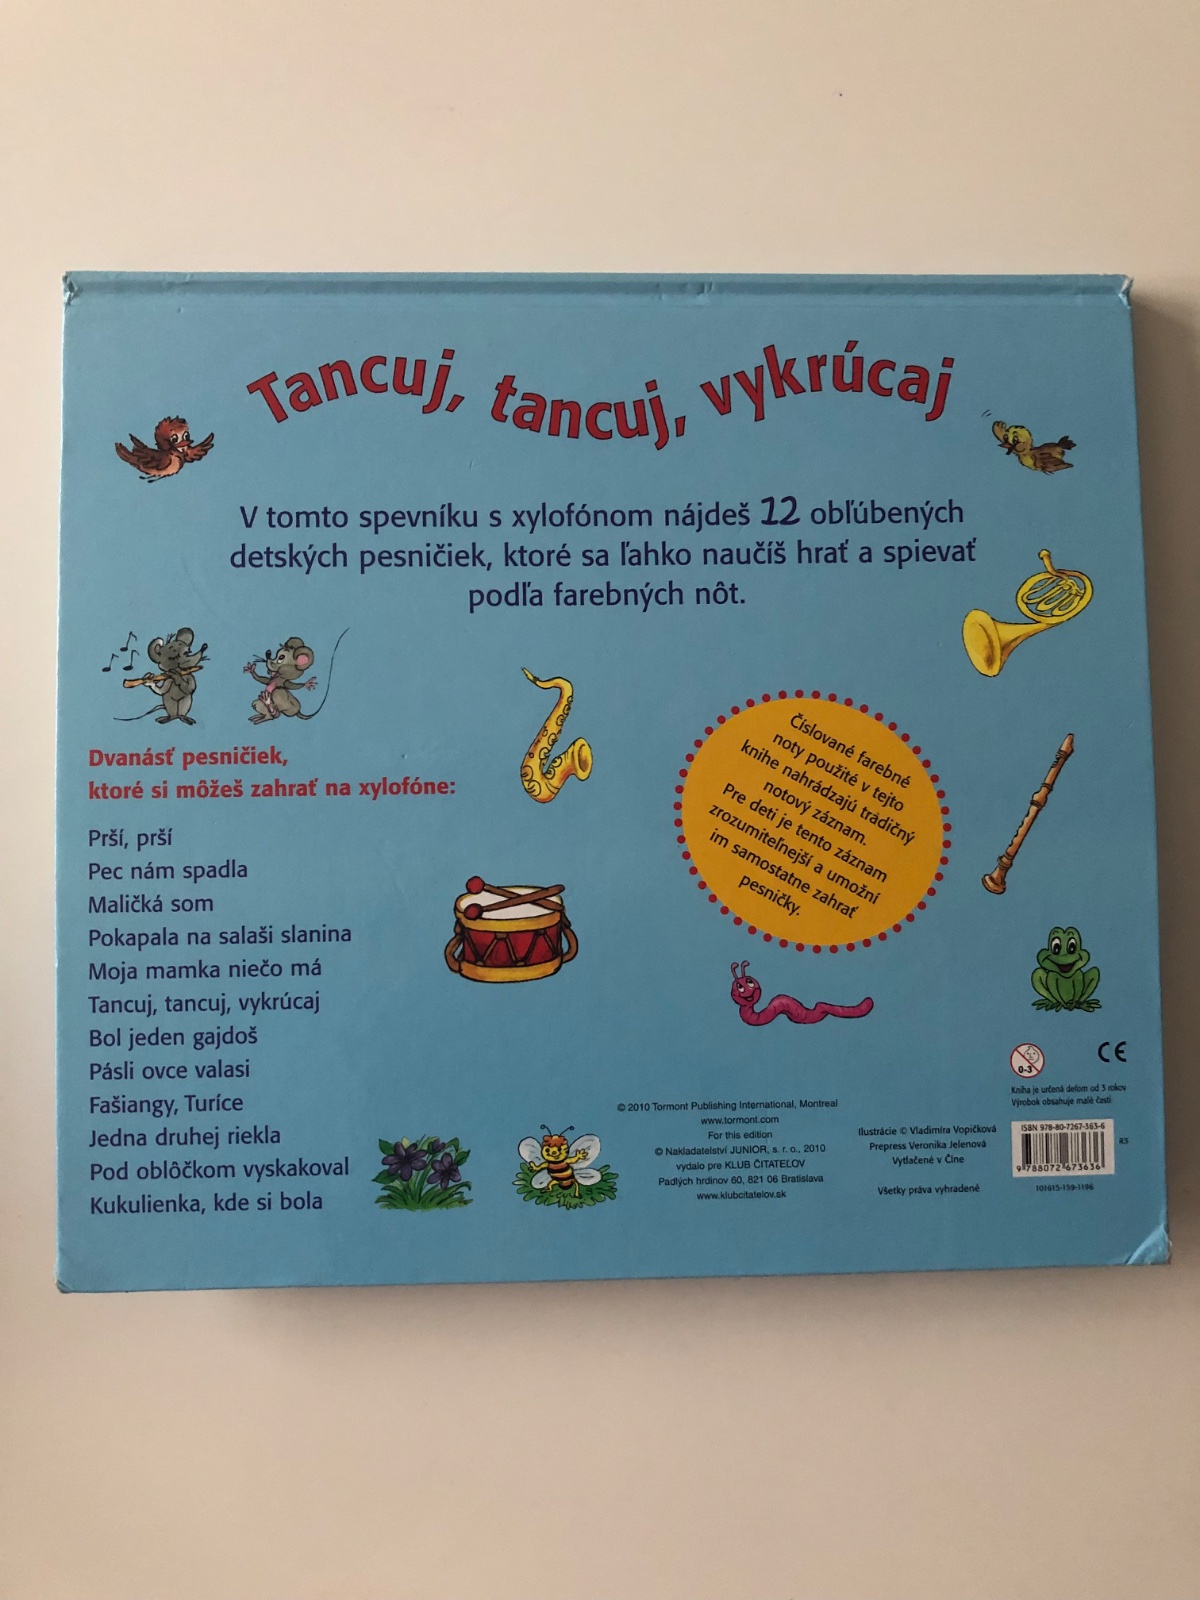 Tancuj, tancuj, vykrúcaj
V tomto spevníku s xylofónom nájdeš 12 obľúbených
detských pesničiek, ktoré sa ľahko naučíš hrať a spievať
podľa farebných nôt.
Dvanásť pesničiek,
ktoré si môžeš zahrať na xylofóne:
Prší, prší
Pec nám spadla
Maličká som
Pokapala na salaši slanina
Moja mamka niečo má
Tancuj, tancuj, vykrúcaj
Bol jeden gajdoš
Pásli ovce valasi
Fašiangy, Turíce
Jedna druhej riekla
Pod oblôčkom vyskakoval
Kukulienka, kde si bola
Číslované farebné
noty použité v tejto
knihe nahrádzajú tradičný
notový záznam.
Pre deti je tento záznam
zrozumiteľnejší a umožní
im samostatne zahrať
pesničky.
© 2010 Tormont Publishing International, Montreal
www.tormont.com
For this edition
© Nakladatelství JUNIOR, s. r. o., 2010
vydalo pre KLUB ČITATEĽOV
Padlých hrdinov 60, 821 06 Bratislava
www.klubcitatelov.sk
Ilustrácie © Vladimíra Vopičková
Prepress Veronika Jelenová
Vytlačené v Číne
Všetky práva vyhradené
0-3
CE
Kniha je určená deťom od 3 rokov
Výrobok obsahuje malé časti
ISBN 978-80-7267-363-6
9 788072 673636
R3
101615-159-1196